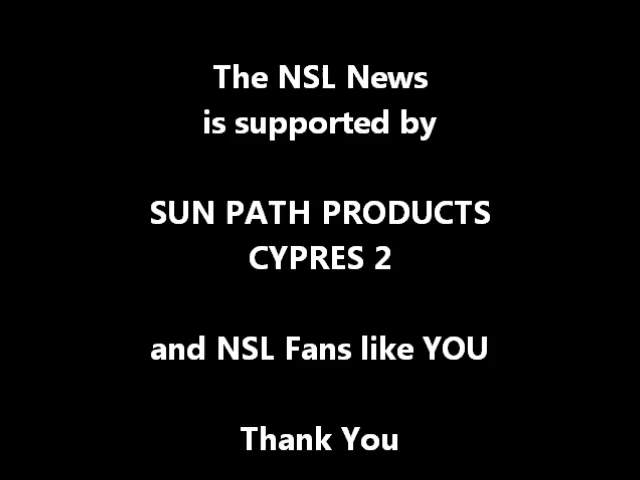 The NSL News
is supported by
SUN PATH PRODUCTS
CYPRES 2
and NSL Fans like YOU
Thank You